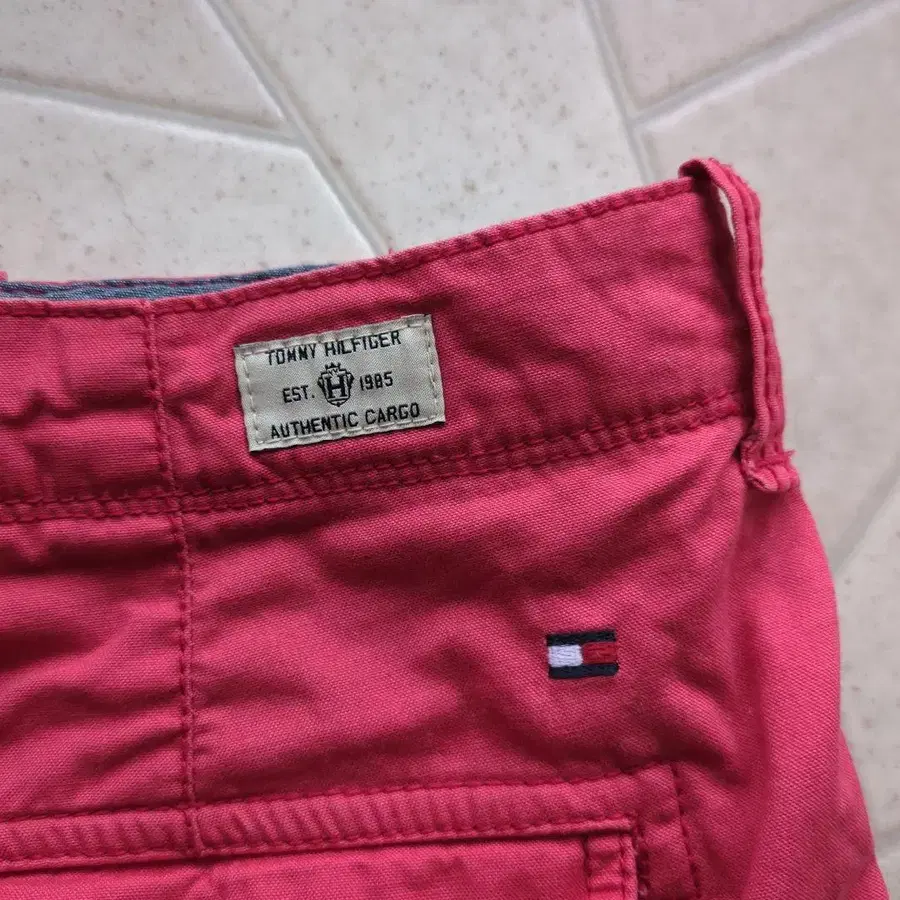 TOMMY HILFIGER
EST. H 1985
AUTHENTIC CARGO